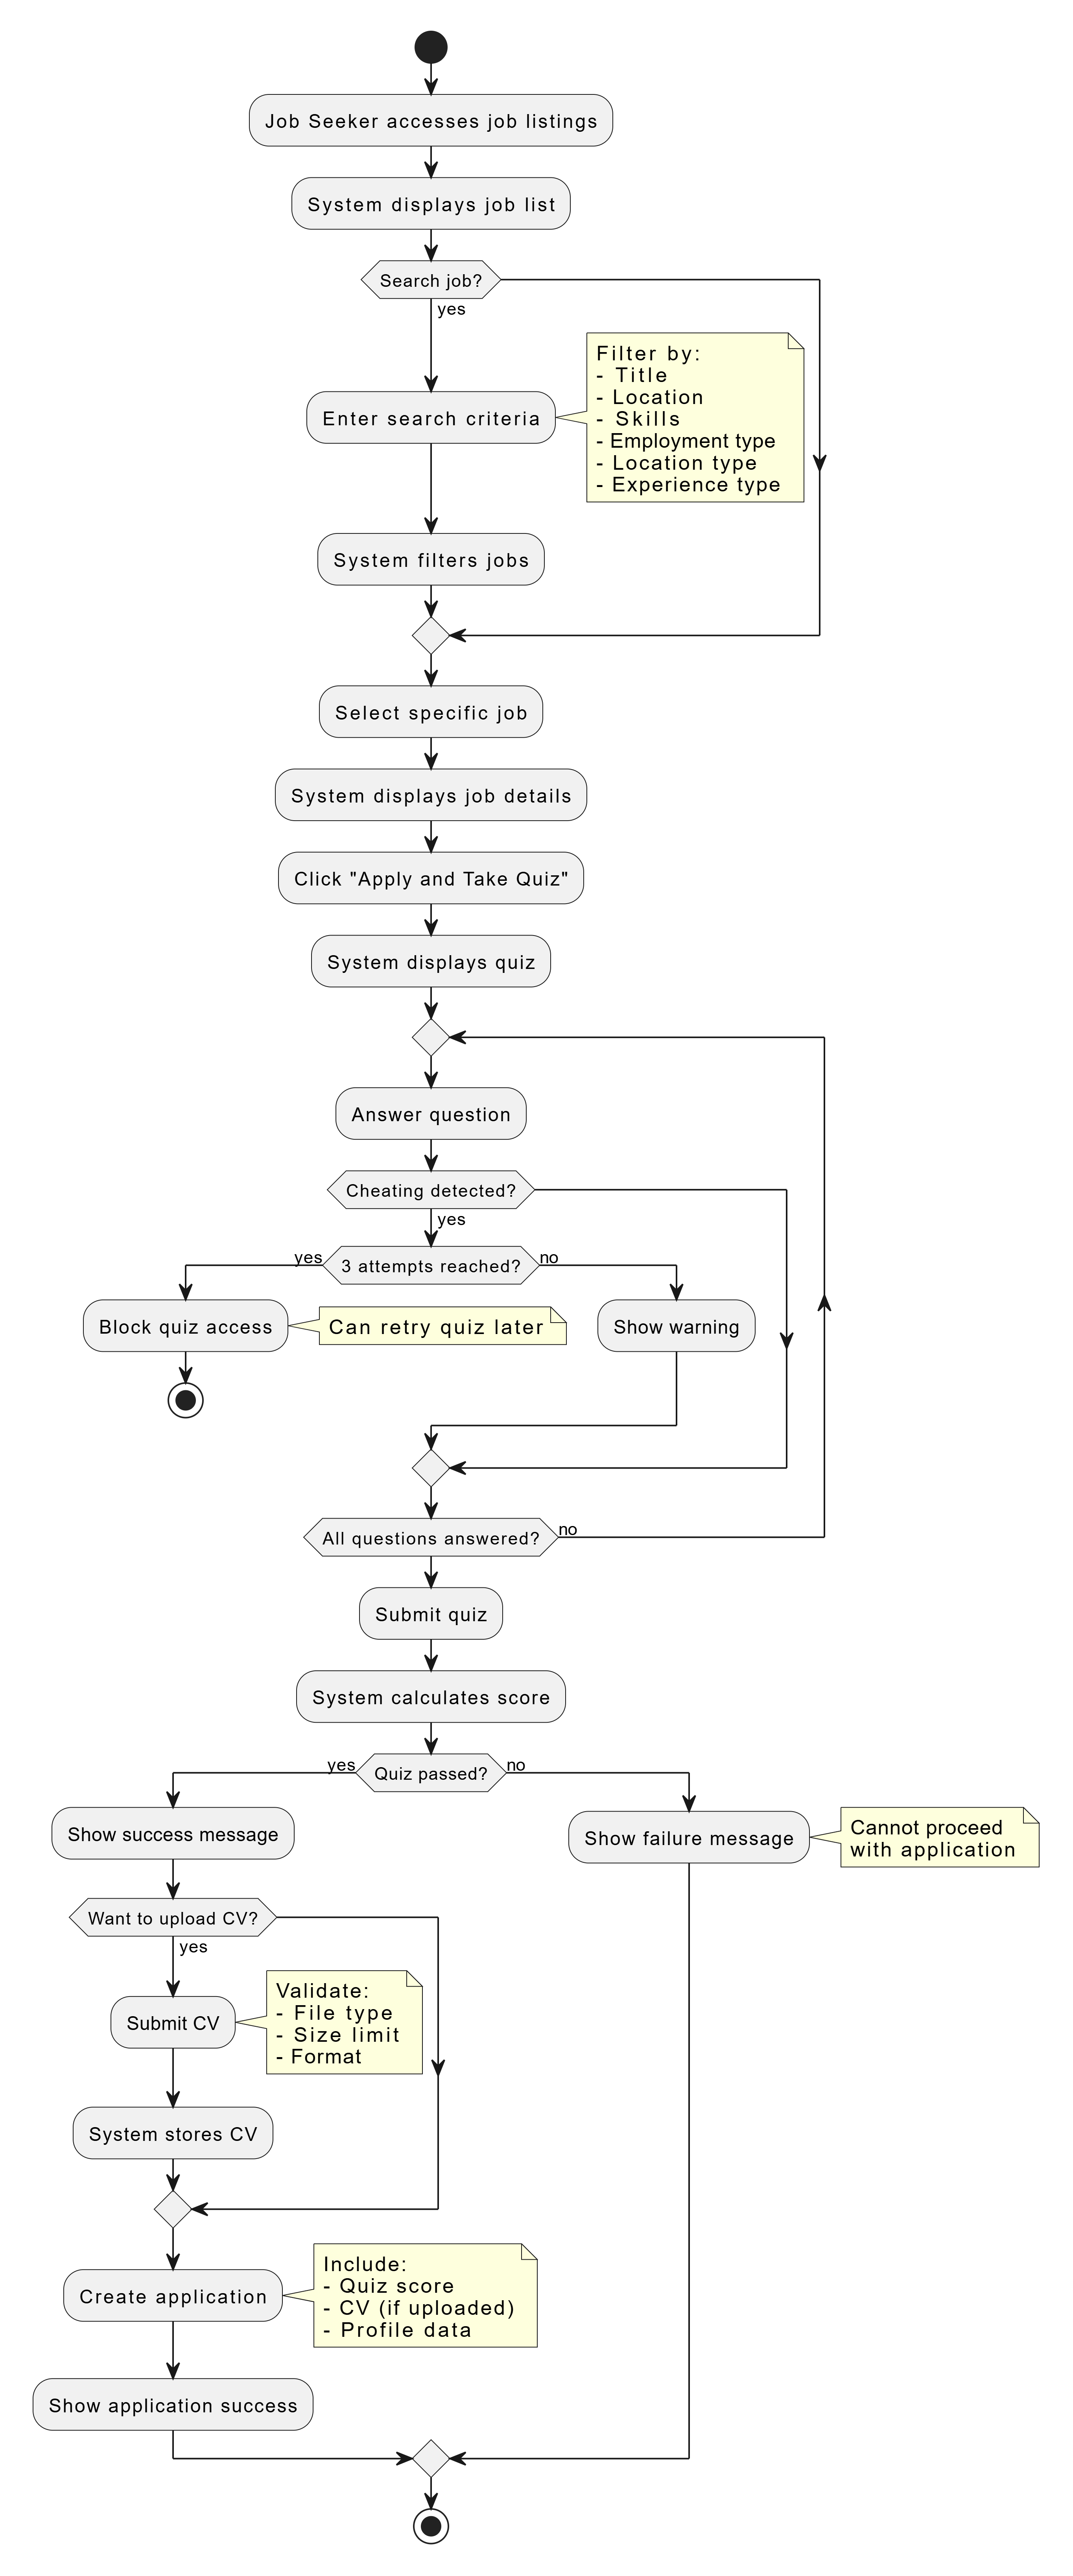 Job Seeker accesses job listings
System displays job list
Search job?
yes
Filter by:
- Title
- Location
- Skills
- Employment type
- Location type
- Experience type
Enter search criteria
System filters jobs
Select specific job
System displays job details
Click "Apply and Take Quiz"
System displays quiz
Answer question
Cheating detected?
yes
yes
3 attempts reached?
no
Block quiz access
Can retry quiz later
Show warning
All questions answered?
no
Submit quiz
System calculates score
yes
Quiz passed?
no
Show success message
Show failure message
Cannot proceed
with application
Want to upload CV?
yes
Submit CV
Validate:
- File type
- Size limit
- Format
System stores CV
Create application
Include:
- Quiz score
- CV (if uploaded)
- Profile data
Show application success